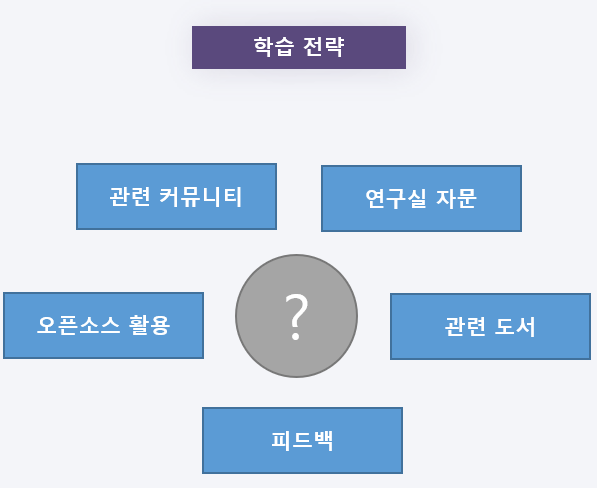 학습 전략
관련 커뮤니티
연구실 자문
오픈소스 활용
?
관련 도서
피드백